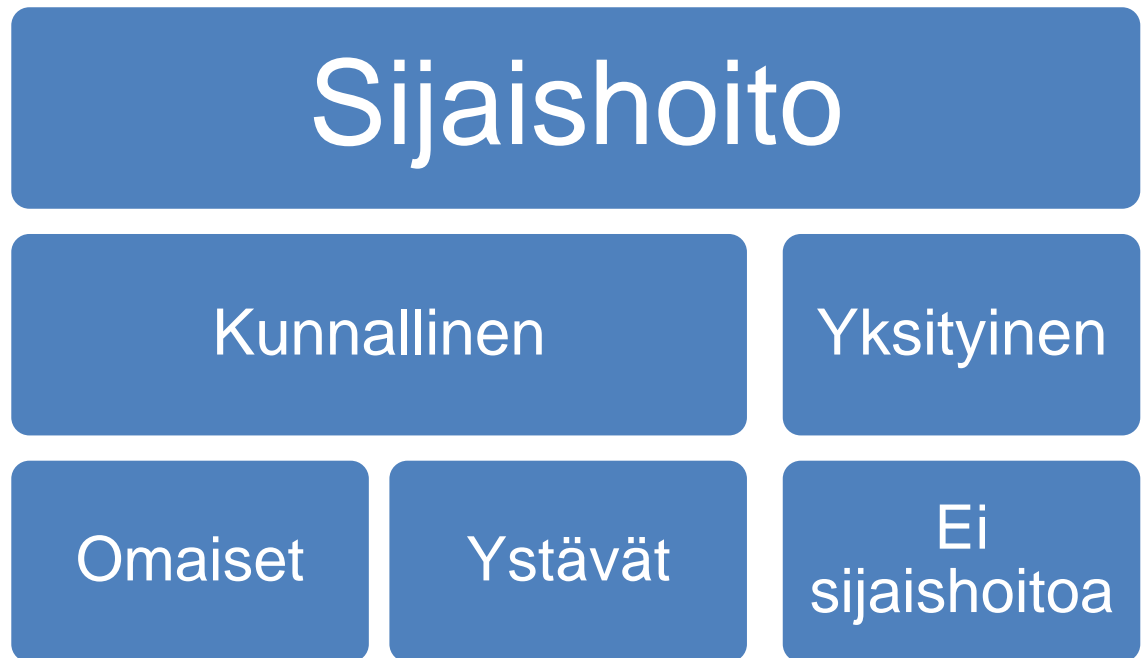 Sijaishoito
Kunnallinen
Yksityinen
Omaiset
Ystävät
Ei
sijaishoitoa